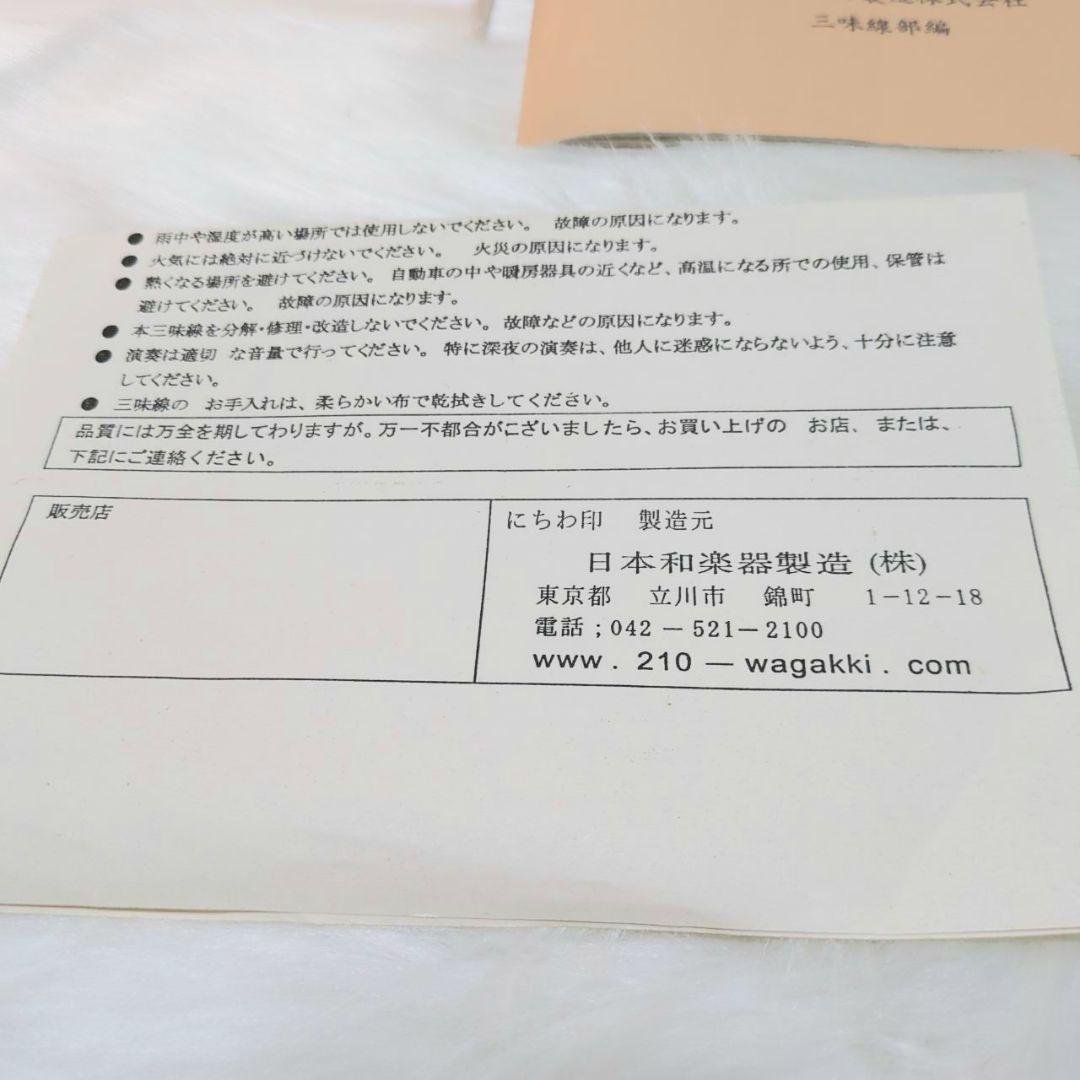 製造株式会社
三味線部編
● 雨中や湿度が高い場所では使用しないでください。 故障の原因になります。
● 火気には絶対に近づけないでください。 火災の原因になります。
● 熱くなる場所を避けてください。 自動車の中や暖房器具の近くなど、高温になる所での使用、保管は
避けてください。 故障の原因になります。
● 本三味線を分解・修理・改造しないでください。 故障などの原因になります。
● 演奏は適切 な音量で行ってください。 特に深夜の演奏は、他人に迷惑にならないよう、十分に注意
してください。
● 三味線の お手入れは、柔らかい布で乾拭きしてください。
品質には万全を期してわりますが。万一不都合がございましたら、お買い上げの お店、または、
下記にご連絡ください。
販売店
にちわ印 製造元
日本和楽器製造 (株)
東京都 立川市 錦町 1-12-18
電話；042 － 521－2100
www . 210 － wagakki . com